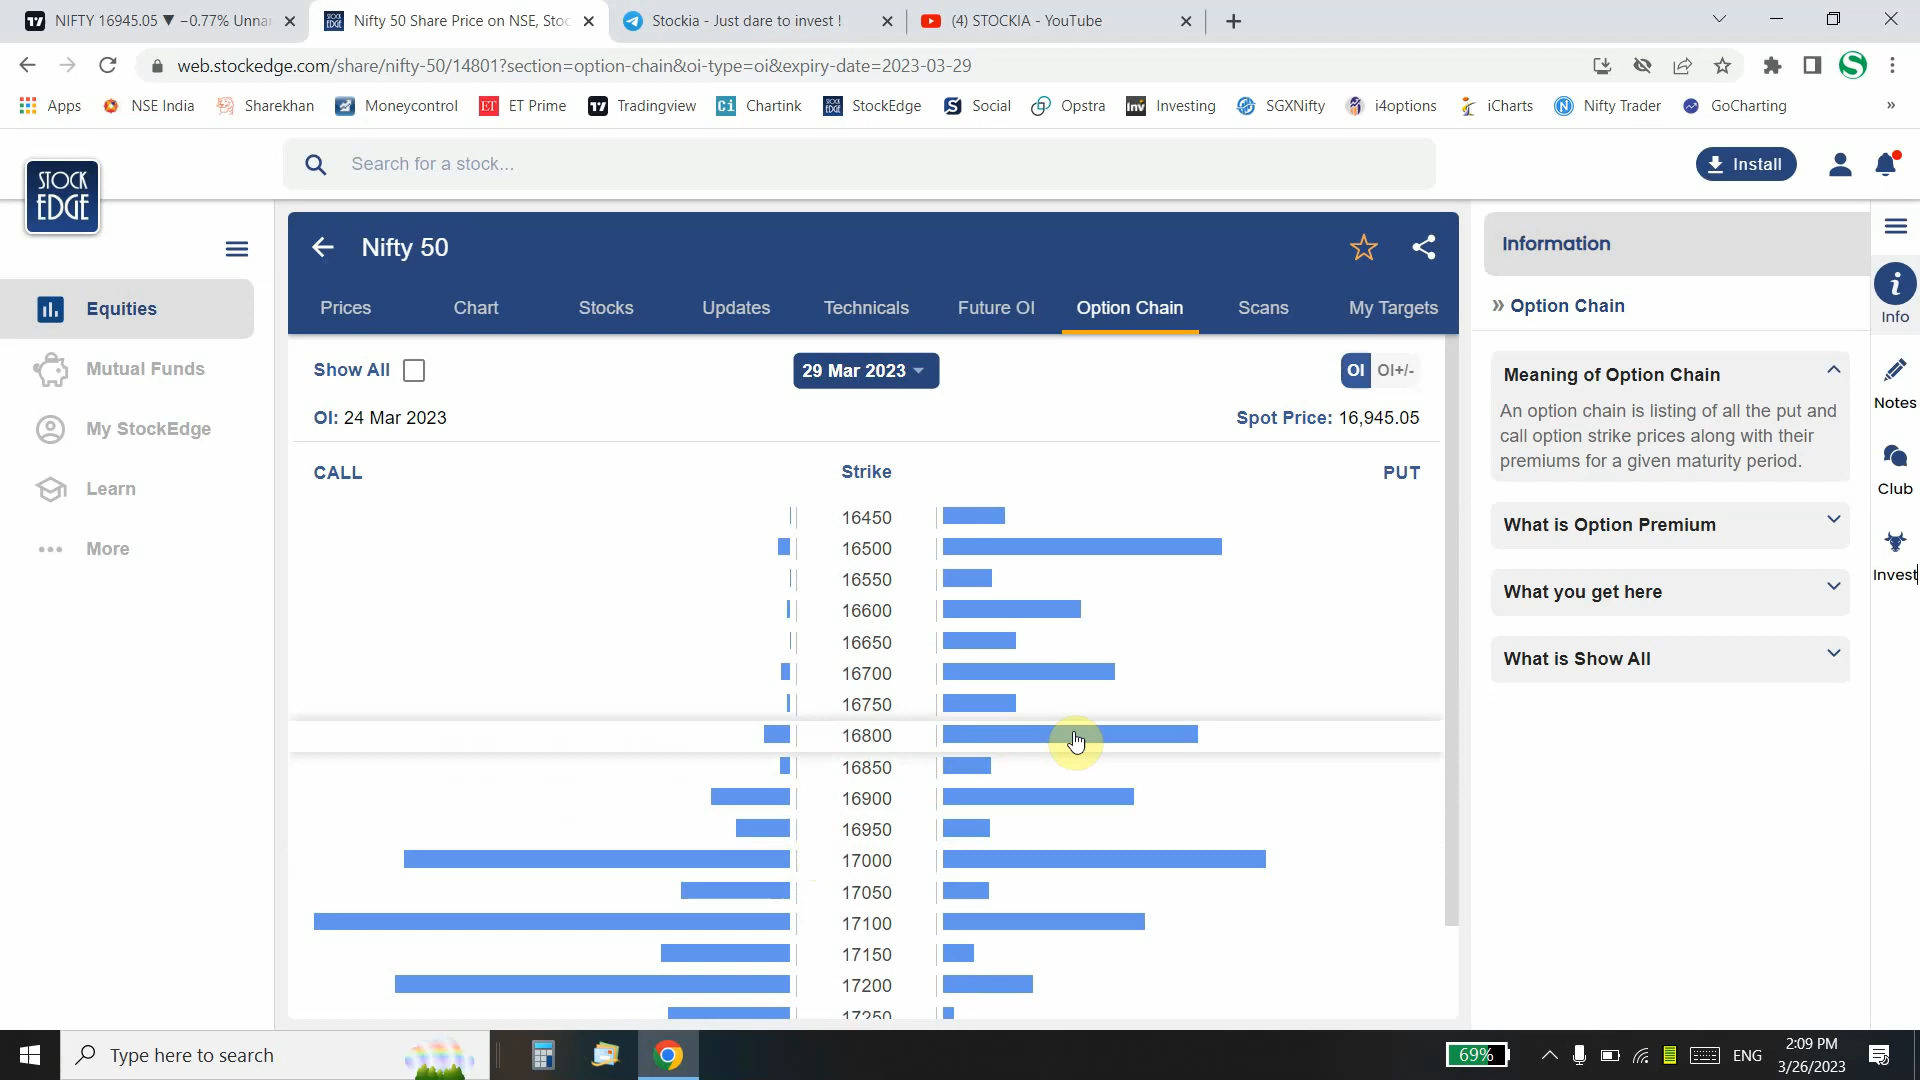 NIFTY 16945.05 ▼ −0.77% Unna
Nifty 50 Share Price on NSE, Stoc
Stockia - Just dare to invest !
(4) STOCKIA - YouTube
web.stockedge.com/share/nifty-50/14801?section=option-chain&oi-type=oi&expiry-date=2023-03-29
Apps NSE India Sharekhan Moneycontrol ET Prime Tradingview Chartink StockEdge Social Opstra Investing SGXNifty i4options iCharts Nifty Trader GoCharting »
STOCK
EDGE
Search for a stock...
Install
Equities
Mutual Funds
My StockEdge
Learn
More
Nifty 50
Prices Chart Stocks Updates Technicals Future OI Option Chain Scans My Targets
Show All 29 Mar 2023 OI OI+/-
OI: 24 Mar 2023 Spot Price: 16,945.05
CALL Strike PUT
16450
16500
16550
16600
16650
16700
16750
16800
16850
16900
16950
17000
17050
17100
17150
17200
17250
Information
» Option Chain
Meaning of Option Chain
An option chain is listing of all the put and
call option strike prices along with their
premiums for a given maturity period.
What is Option Premium
What you get here
What is Show All
Info
Notes
Club
Invest
Type here to search
69%
ENG
2:09 PM
3/26/2023